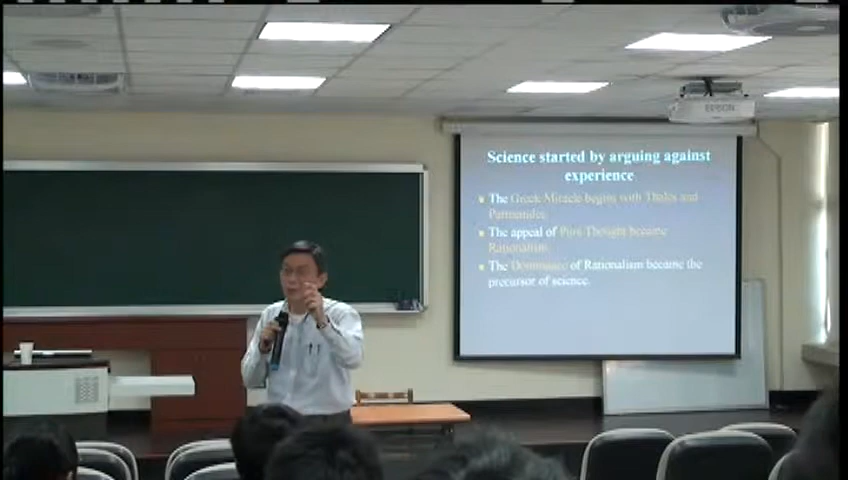 EPSON
Science started by arguing against
experience
The Greek Miracle begins with Thales and
Parmenides.
The appeal of Pure Thought became
Rationalism.
The Dominance of Rationalism became the
precursor of science.